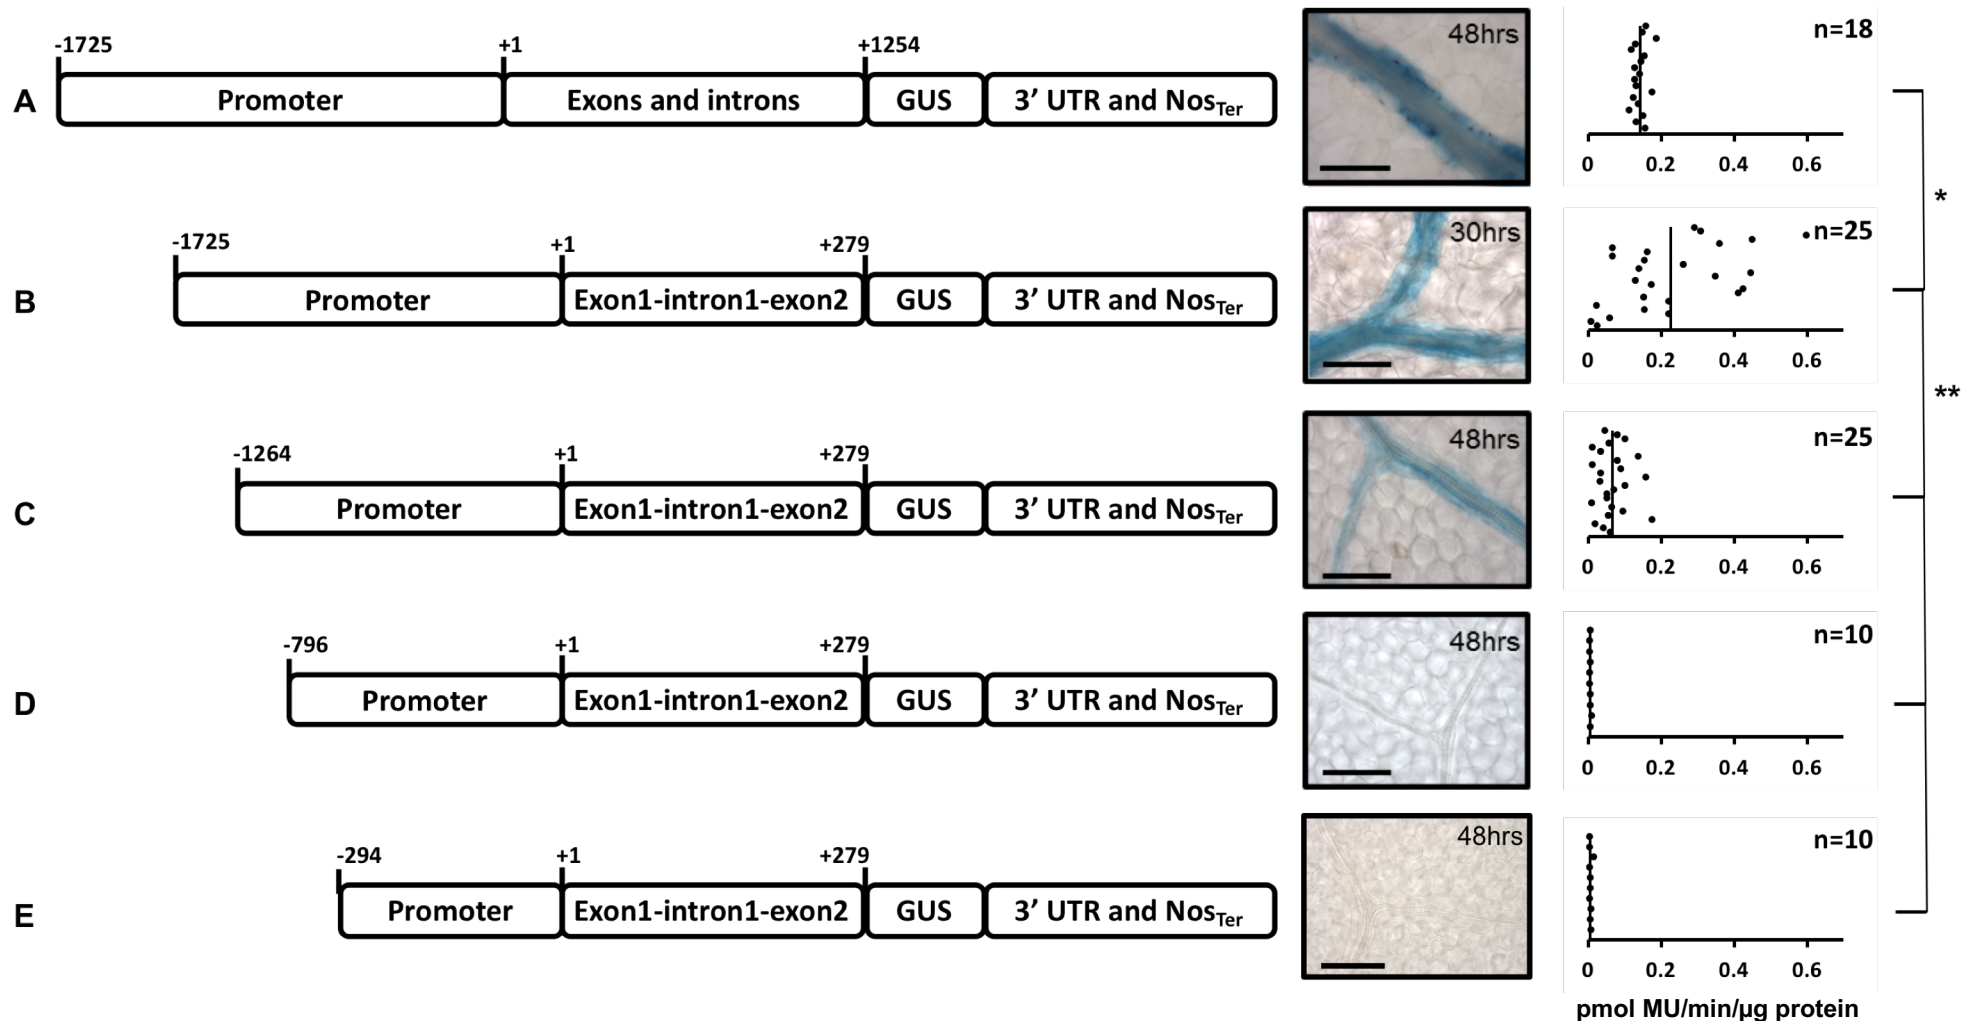 -1725 +1 +1254
A Promoter Exons and introns GUS 3’ UTR and NosTer 48hrs n=18
0 0.2 0.4 0.6
*
-1725 +1 +279
B Promoter Exon1-intron1-exon2 GUS 3’ UTR and NosTer 30hrs n=25
0 0.2 0.4 0.6
**
-1264 +1 +279
C Promoter Exon1-intron1-exon2 GUS 3’ UTR and NosTer 48hrs n=25
0 0.2 0.4 0.6
-796 +1 +279
D Promoter Exon1-intron1-exon2 GUS 3’ UTR and NosTer 48hrs n=10
0 0.2 0.4 0.6
-294 +1 +279
E Promoter Exon1-intron1-exon2 GUS 3’ UTR and NosTer 48hrs n=10
0 0.2 0.4 0.6
pmol MU/min/µg protein